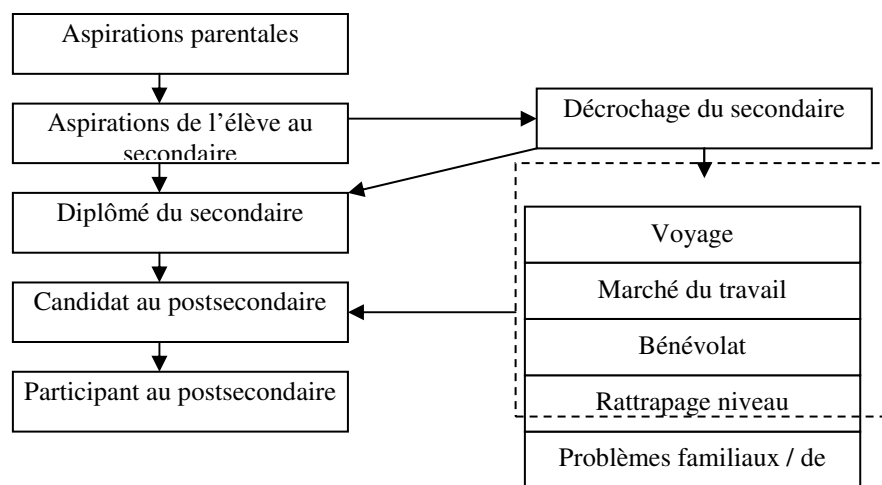 Aspirations parentales
Aspirations de l'élève au
secondaire
Diplômé du secondaire
Candidat au postsecondaire
Participant au postsecondaire
Décrochage du secondaire
Voyage
Marché du travail
Bénévolat
Rattrapage niveau
Problèmes familiaux / de